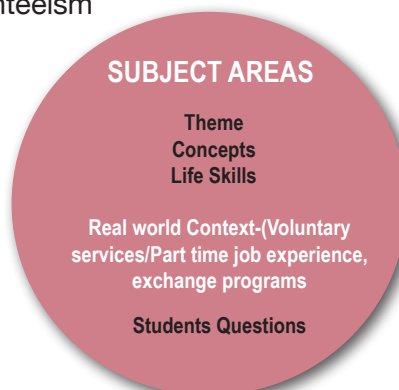 SUBJECT AREAS
Theme
Concepts
Life Skills
Real world Context-(Voluntary
services/Part time job experience,
exchange programs
Students Questions